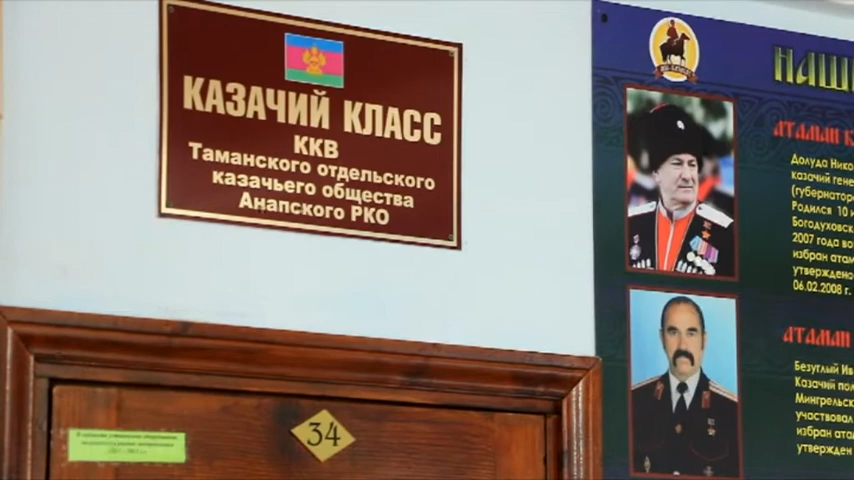 КАЗАЧИЙ КЛАСС
ККВ
Таманского отдельского
казачьего общества
Анапского РКО
34
НАШ
АТАМАН К
Долуда Нико
казачий гене
(губернаторо
Родился 10 и
Богодуховск
2007 года во
избран атам
утверждено
06.02.2008 г.
АТАМАН
Безуглый Ив
Казачий пол
Мингрельск
участвовал
избран ата
утвержден